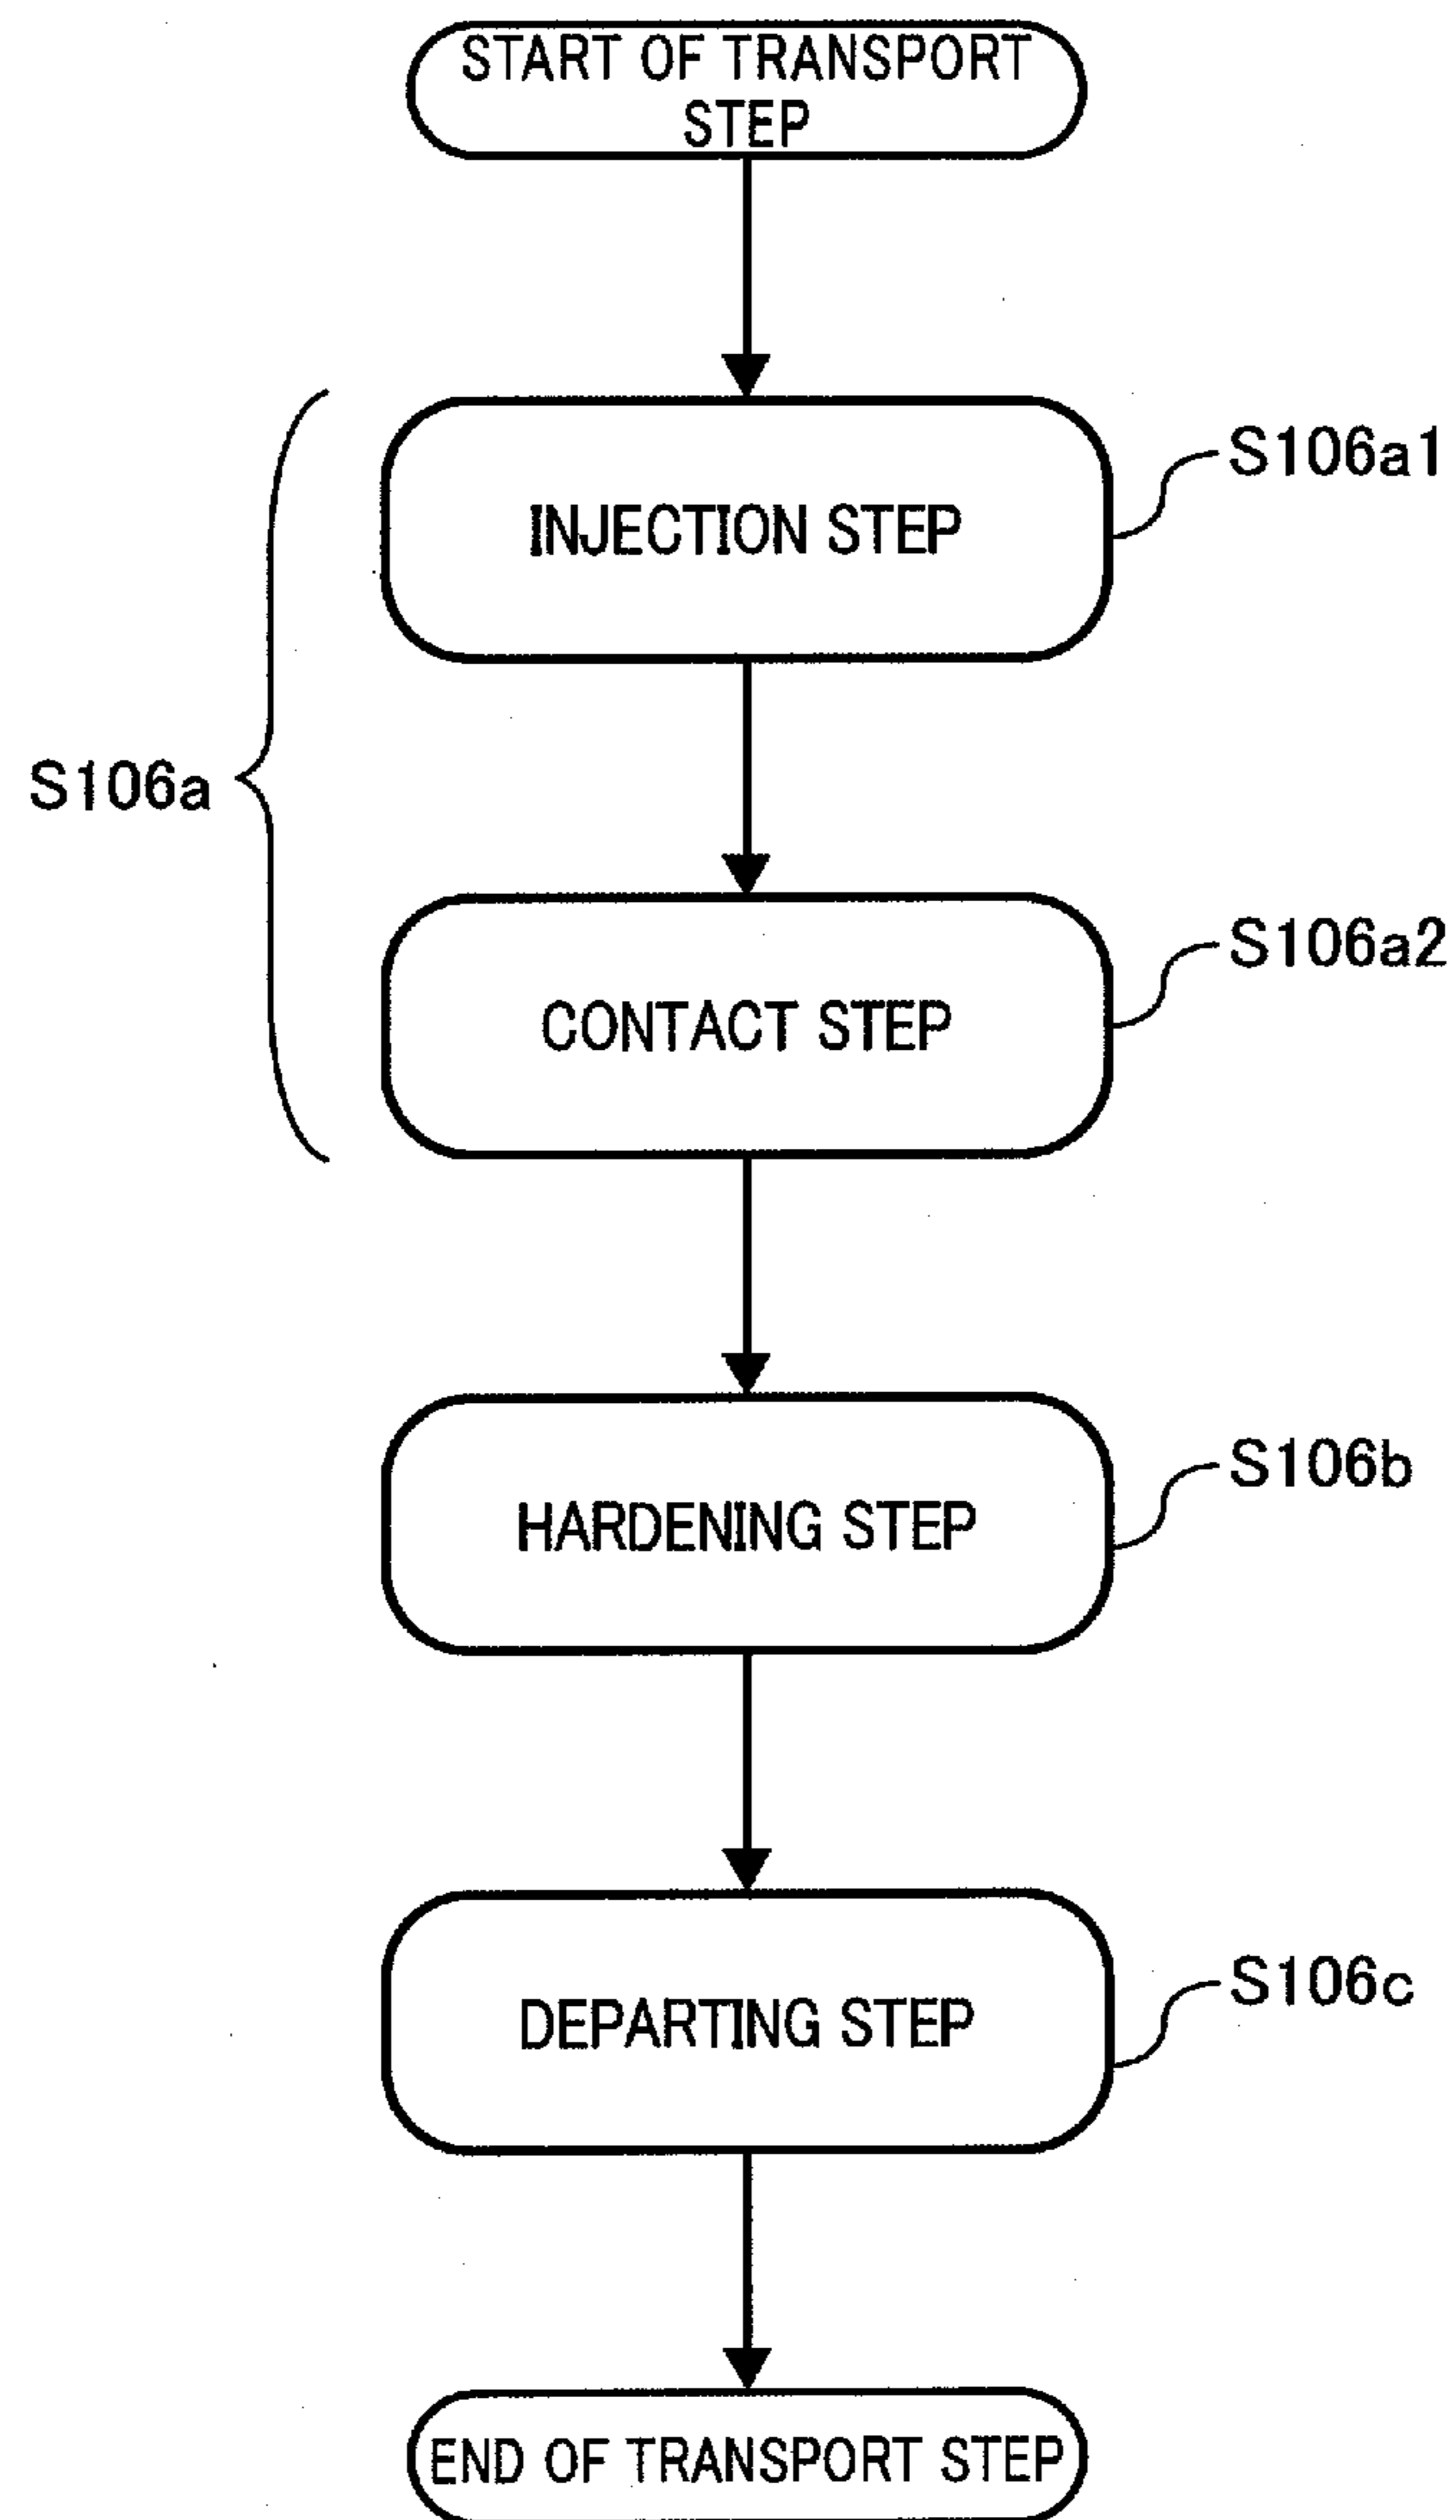 START OF TRANSPORT
STEP
INJECTION STEP
S106a1
S106a
CONTACT STEP
S106a2
HARDENING STEP
S106b
DEPARTING STEP
S106c
END OF TRANSPORT STEP